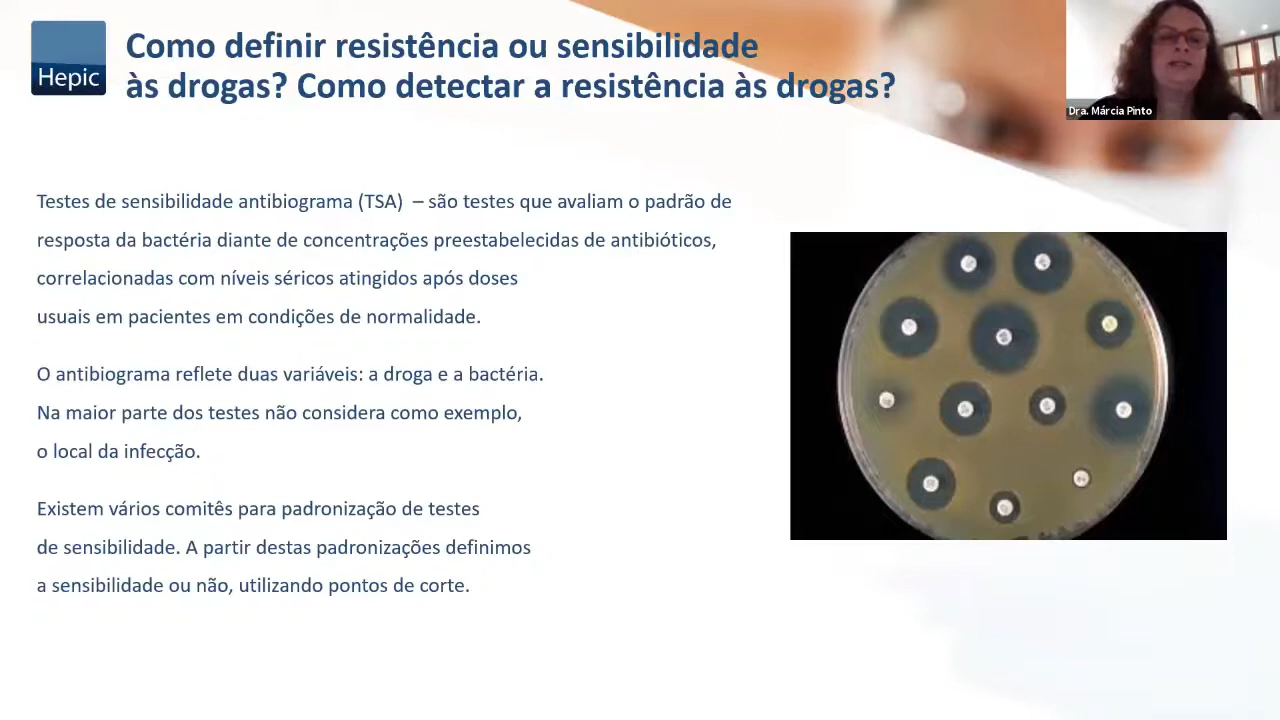 Hepic
Como definir resistência ou sensibilidade
às drogas? Como detectar a resistência às drogas?
Dra. Márcia Pinto
Testes de sensibilidade antibiograma (TSA) – são testes que avaliam o padrão de
resposta da bactéria diante de concentrações preestabelecidas de antibióticos,
correlacionadas com níveis séricos atingidos após doses
usuais em pacientes em condições de normalidade.
O antibiograma reflete duas variáveis: a droga e a bactéria.
Na maior parte dos testes não considera como exemplo,
o local da infecção.
Existem vários comitês para padronização de testes
de sensibilidade. A partir destas padronizações definimos
a sensibilidade ou não, utilizando pontos de corte.